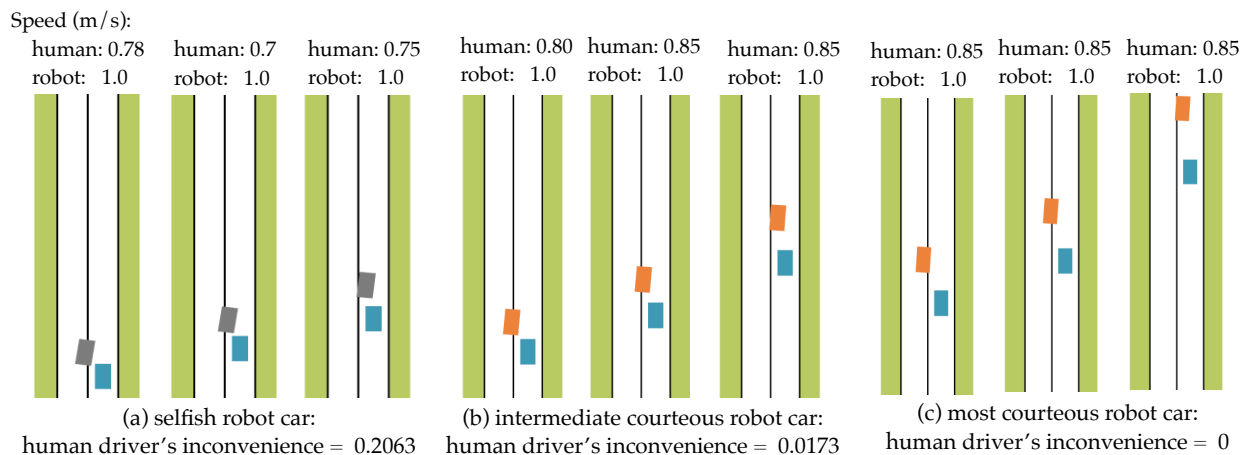 Speed (m/s):
human: 0.78
robot: 1.0
human: 0.7
robot: 1.0
human: 0.75
robot: 1.0
human: 0.80
robot: 1.0
human: 0.85
robot: 1.0
human: 0.85
robot: 1.0
human: 0.85
robot: 1.0
human: 0.85
robot: 1.0
human: 0.85
robot: 1.0
(a) selfish robot car:
human driver's inconvenience = 0.2063
(b) intermediate courteous robot car:
human driver's inconvenience = 0.0173
(c) most courteous robot car:
human driver's inconvenience = 0